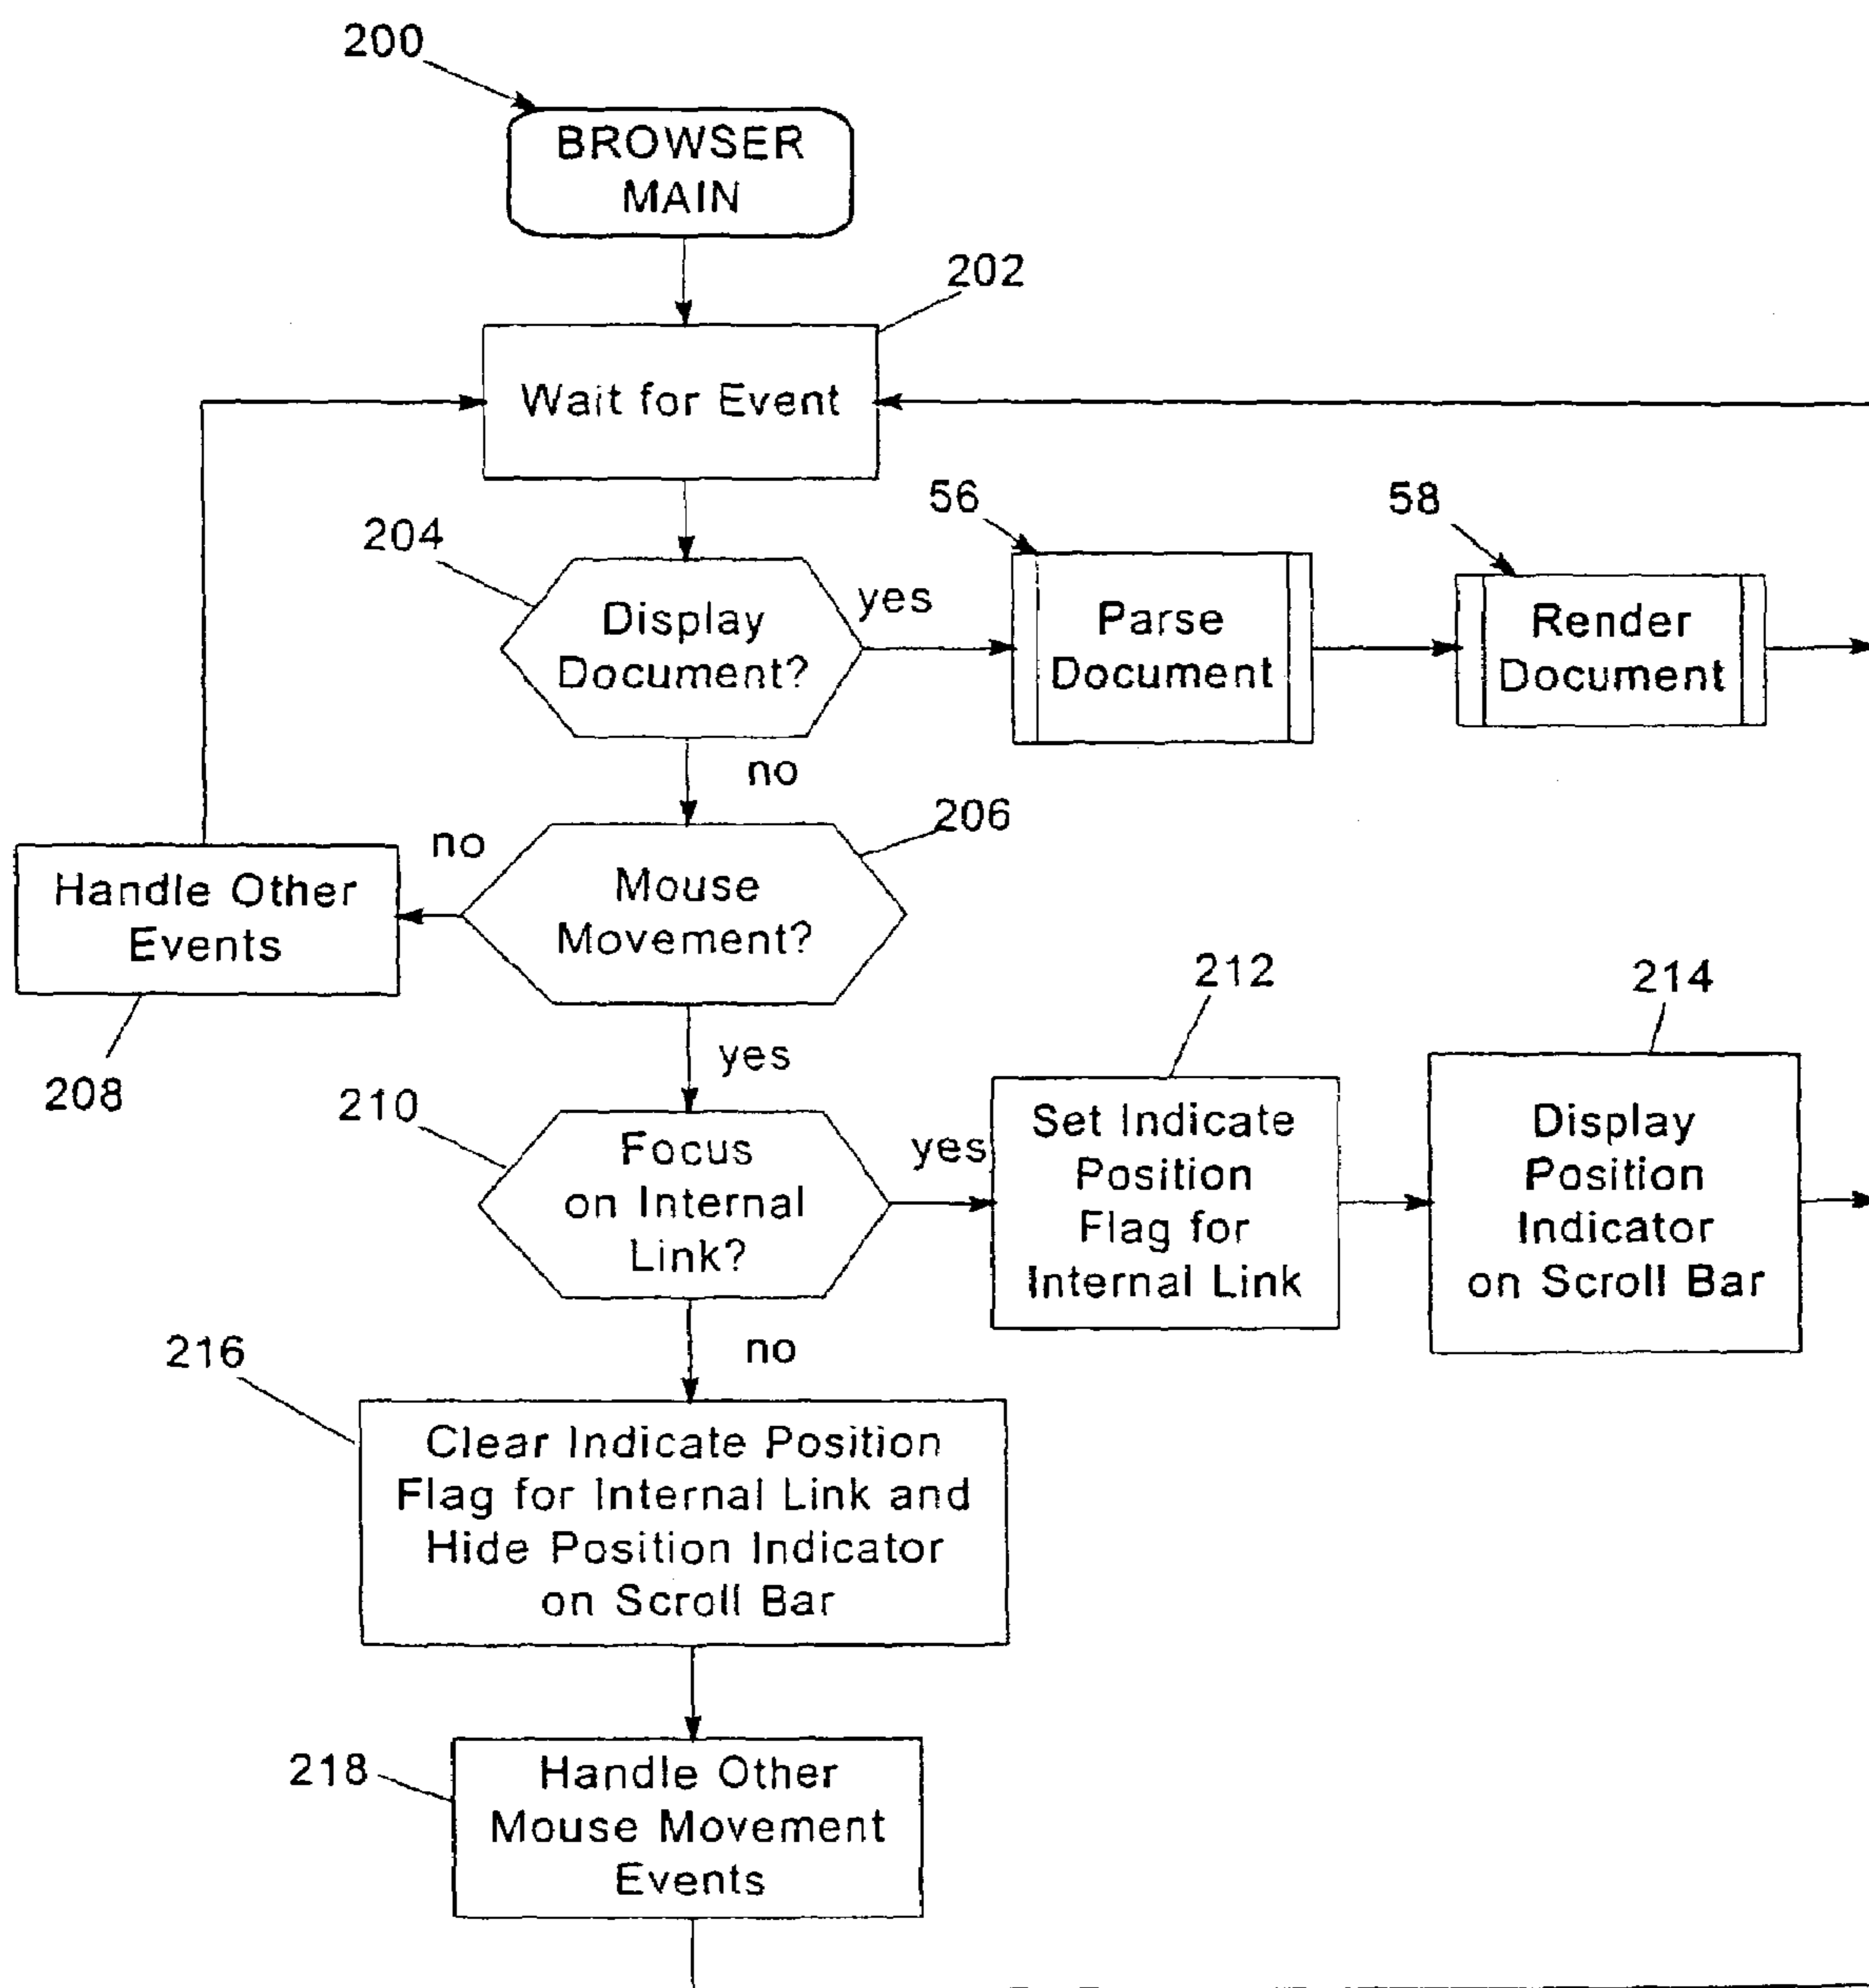 200
BROWSER
MAIN
202
Wait for Event
56
58
204
yes
Display
Document?
Parse
Document
Render
Document
no
206
no
Mouse
Movement?
Handle Other
Events
208
yes
212
214
210
Focus
on Internal
Link?
yes
Set Indicate
Position
Flag for
Internal Link
Display
Position
Indicator
on Scroll Bar
no
216
Clear Indicate Position
Flag for Internal Link and
Hide Position Indicator
on Scroll Bar
218
Handle Other
Mouse Movement
Events